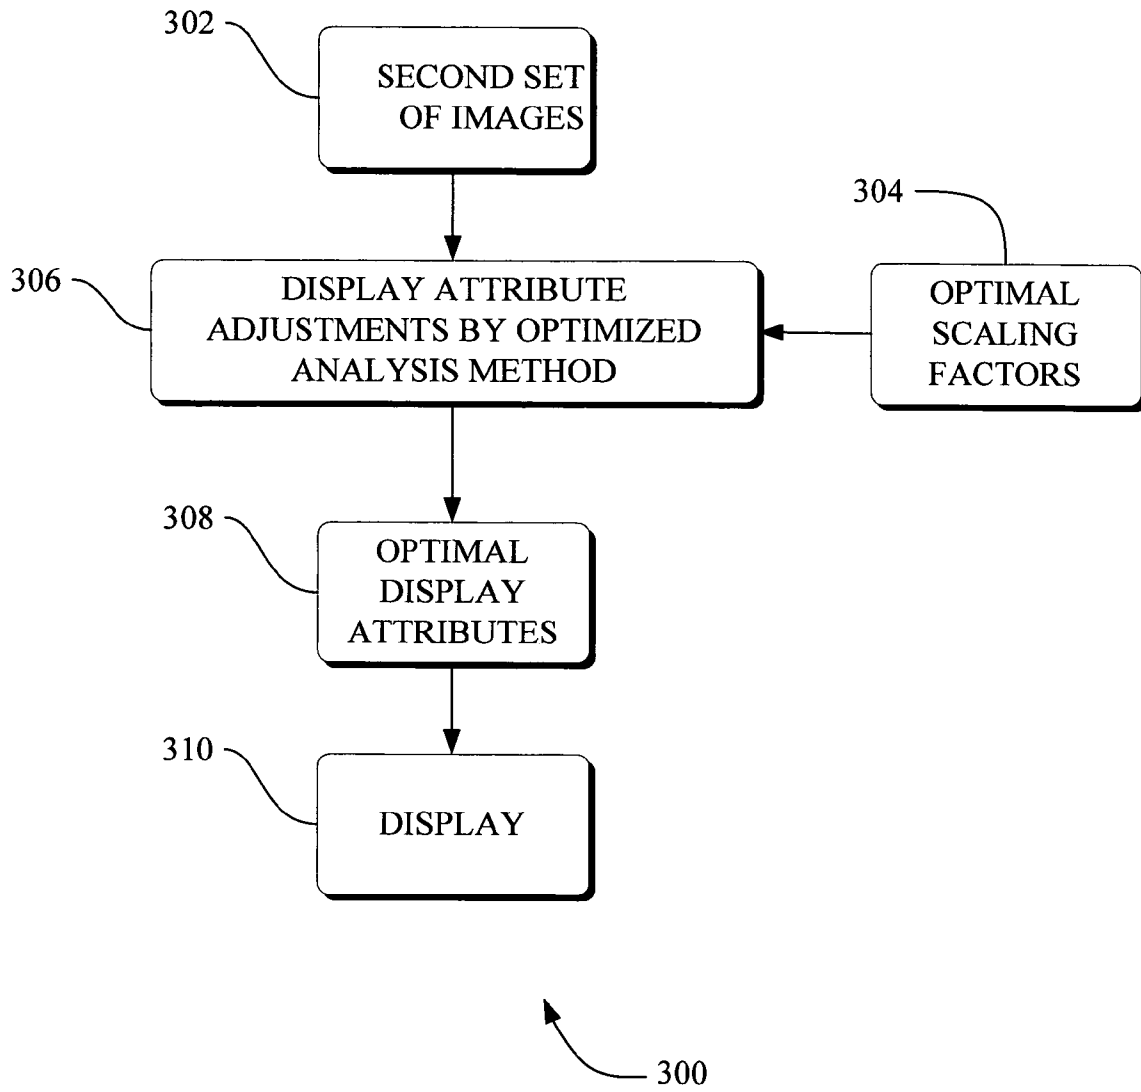 302
SECOND SET
OF IMAGES
304
306
DISPLAY ATTRIBUTE
ADJUSTMENTS BY OPTIMIZED
ANALYSIS METHOD
OPTIMAL
SCALING
FACTORS
308
OPTIMAL
DISPLAY
ATTRIBUTES
310
DISPLAY
300